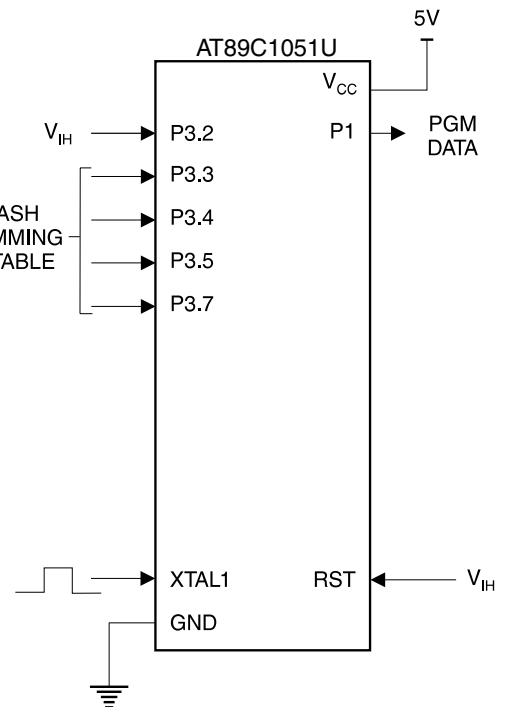 5V
AT89C1051U
VCC
VIH P3.2 P1 PGM
DATA
P3.3
P3.4
P3.5
TABLE
P3.7
XTAL1 RST VIH
GND